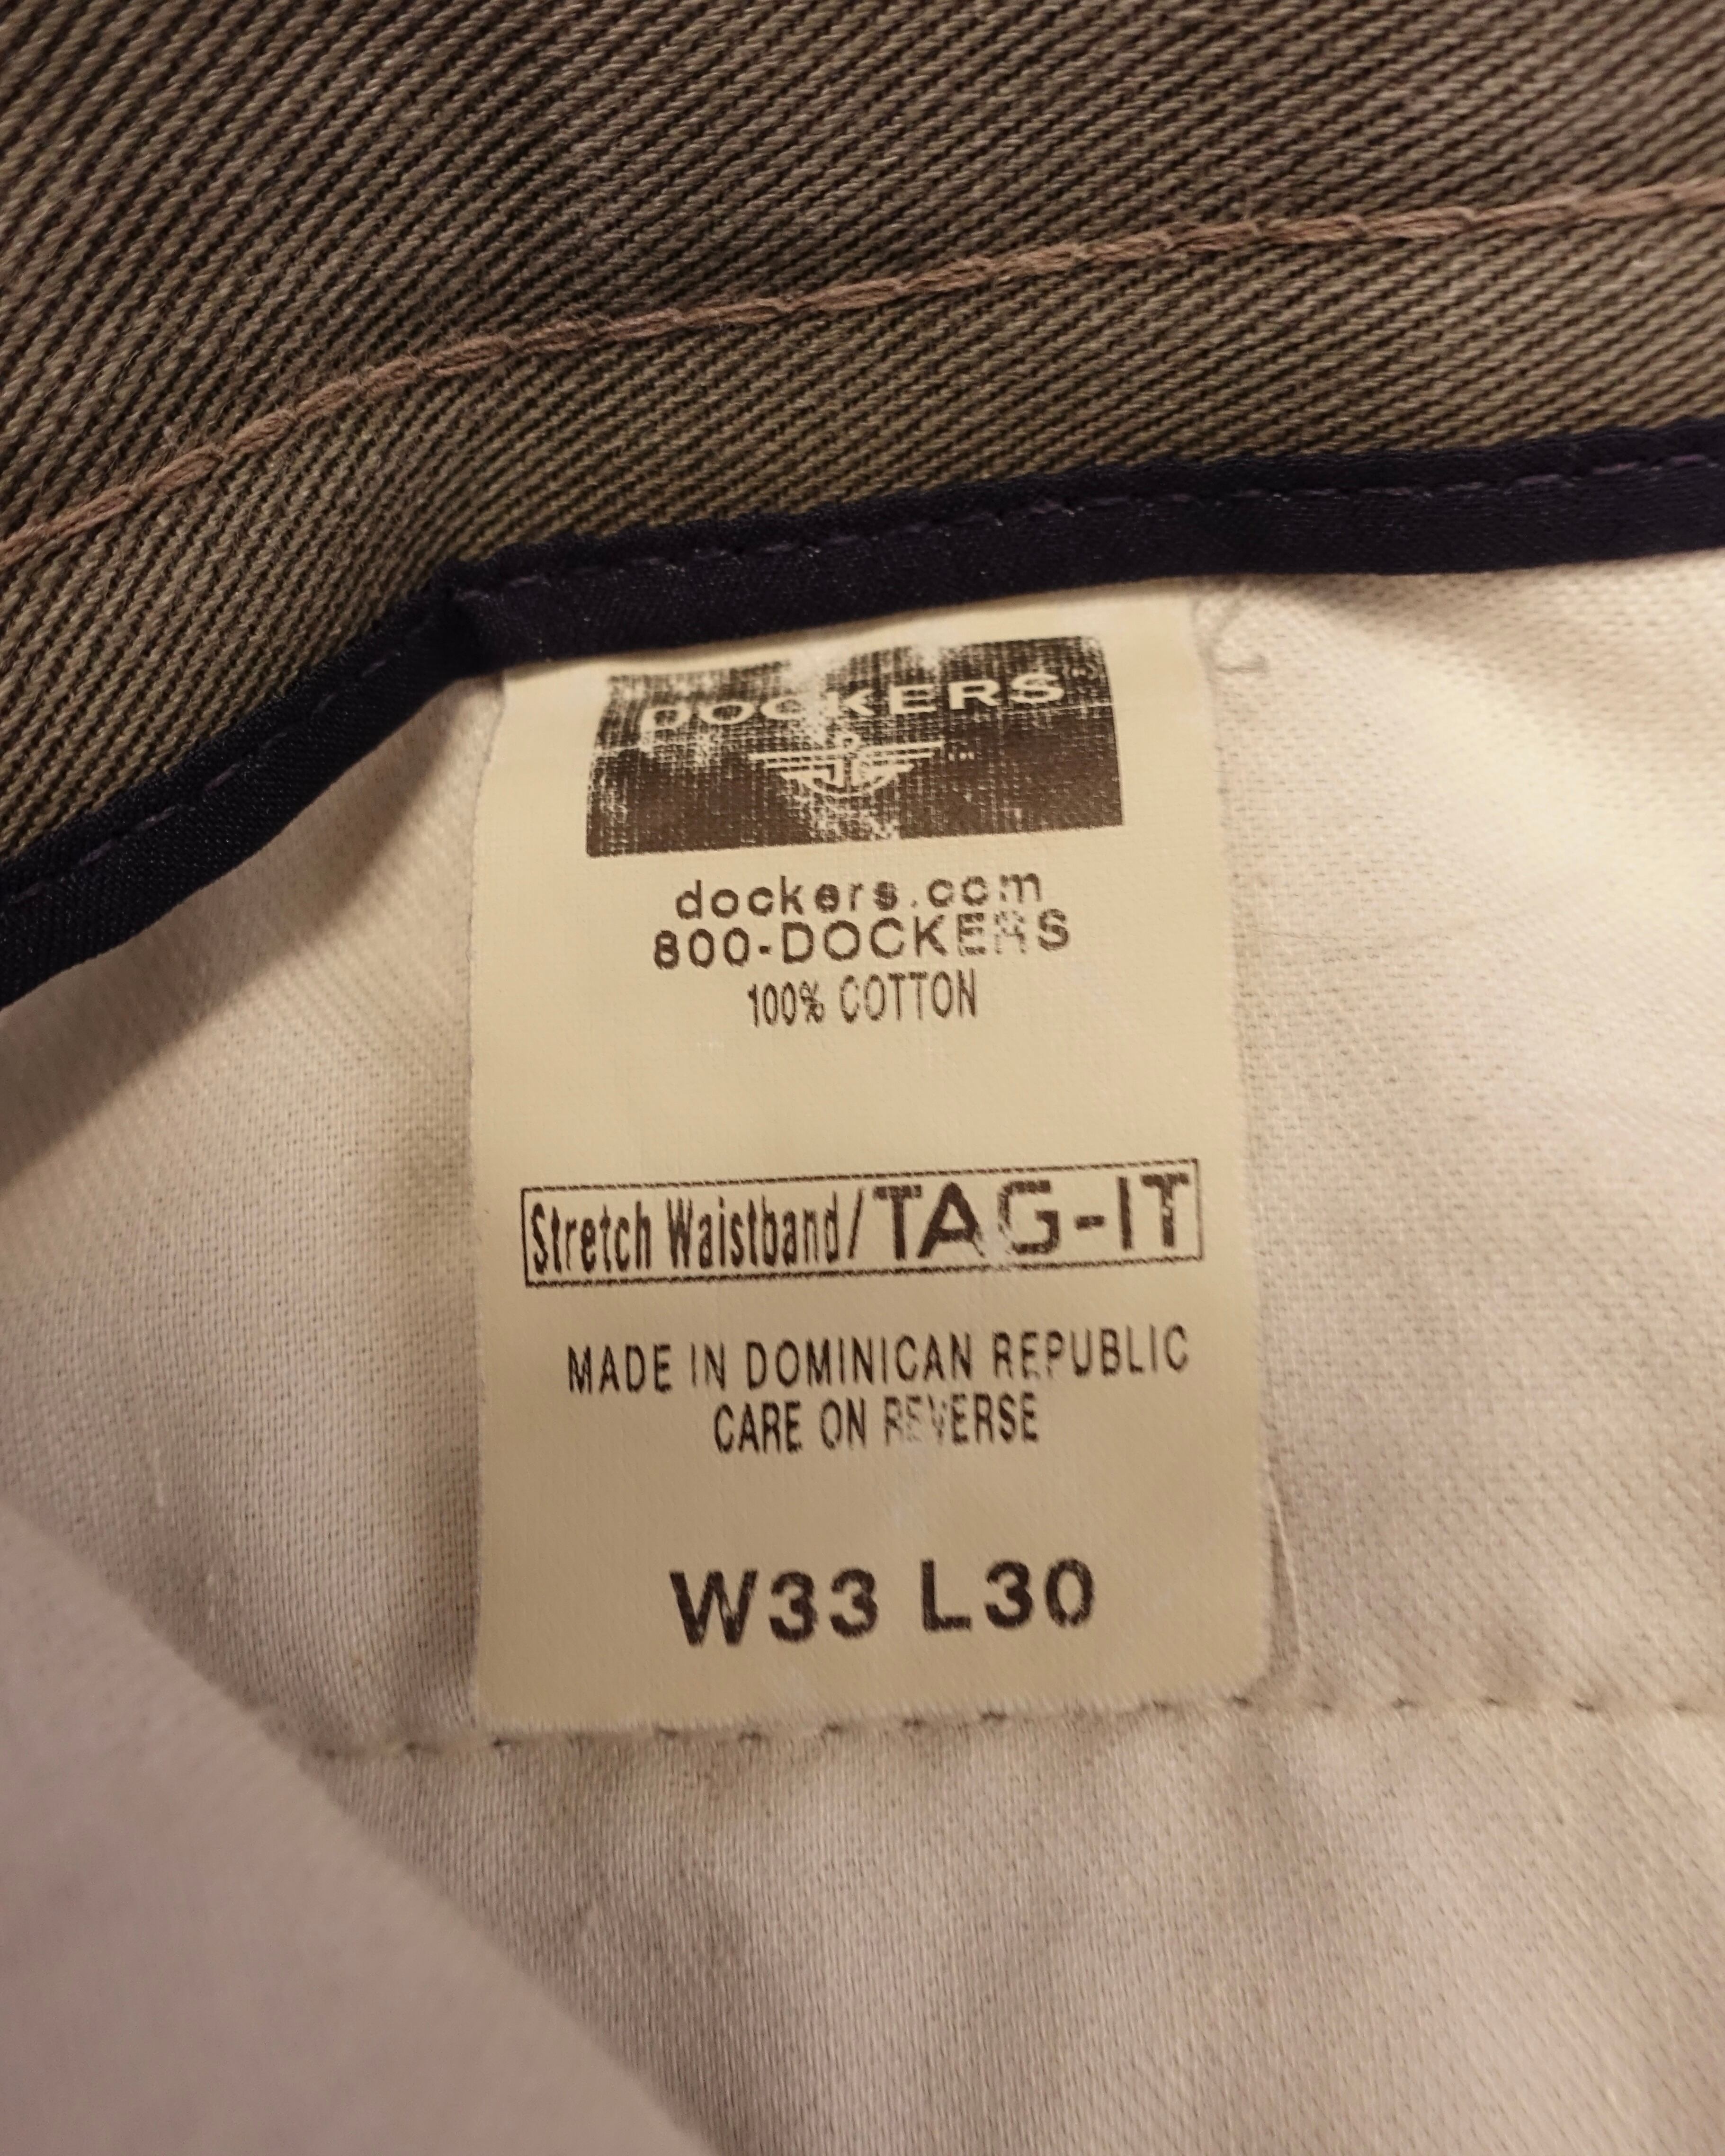 DOCKERS
dockers.com
800-DOCKERS
100% COTTON
Stretch Waistband/TAG-IT
MADE IN DOMINICAN REPUBLIC
CARE ON REVERSE
W33 L30